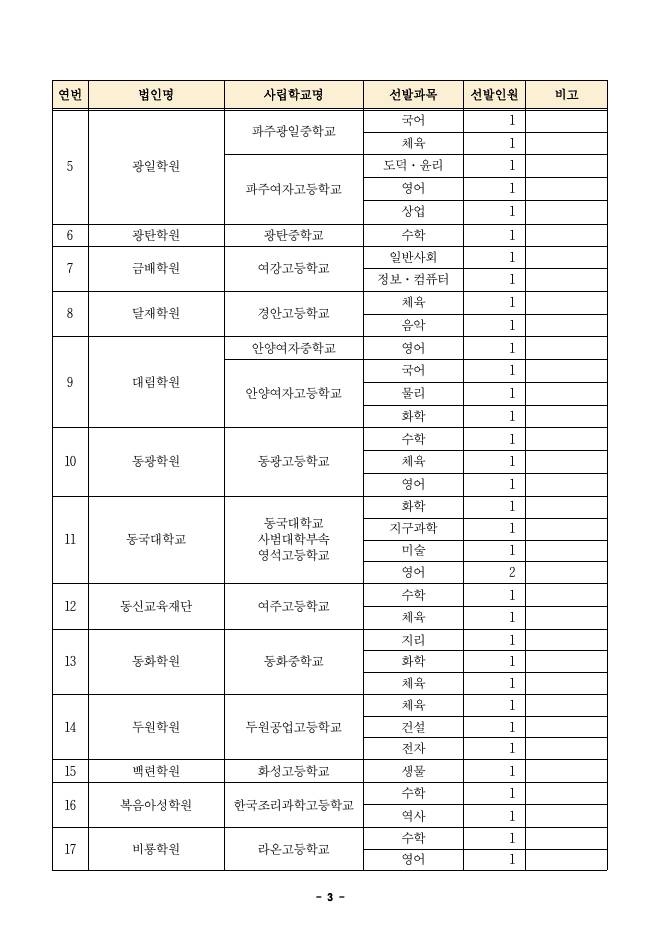 연번 법인명 사립학교명 선발과목 선발인원 비고
5 광일학원 파주광일중학교 국어 1
체육 1
파주여자고등학교 도덕·윤리 1
영어 1
상업 1
6 광탄학원 광탄중학교 수학 1
7 금배학원 여강고등학교 일반사회 1
정보·컴퓨터 1
8 달재학원 경안고등학교 체육 1
음악 1
9 대림학원 안양여자중학교 영어 1
안양여자고등학교 국어 1
물리 1
화학 1
10 동광학원 동광고등학교 수학 1
체육 1
영어 1
11 동국대학교 동국대학교
사범대학부속
영석고등학교 화학 1
지구과학 1
미술 1
영어 2
12 동신교육재단 여주고등학교 수학 1
체육 1
13 동화학원 동화중학교 지리 1
화학 1
체육 1
14 두원학원 두원공업고등학교 체육 1
건설 1
전자 1
15 백련학원 화성고등학교 생물 1
16 복음아성학원 한국조리과학고등학교 수학 1
역사 1
17 비룡학원 라온고등학교 수학 1
영어 1
- 3 -